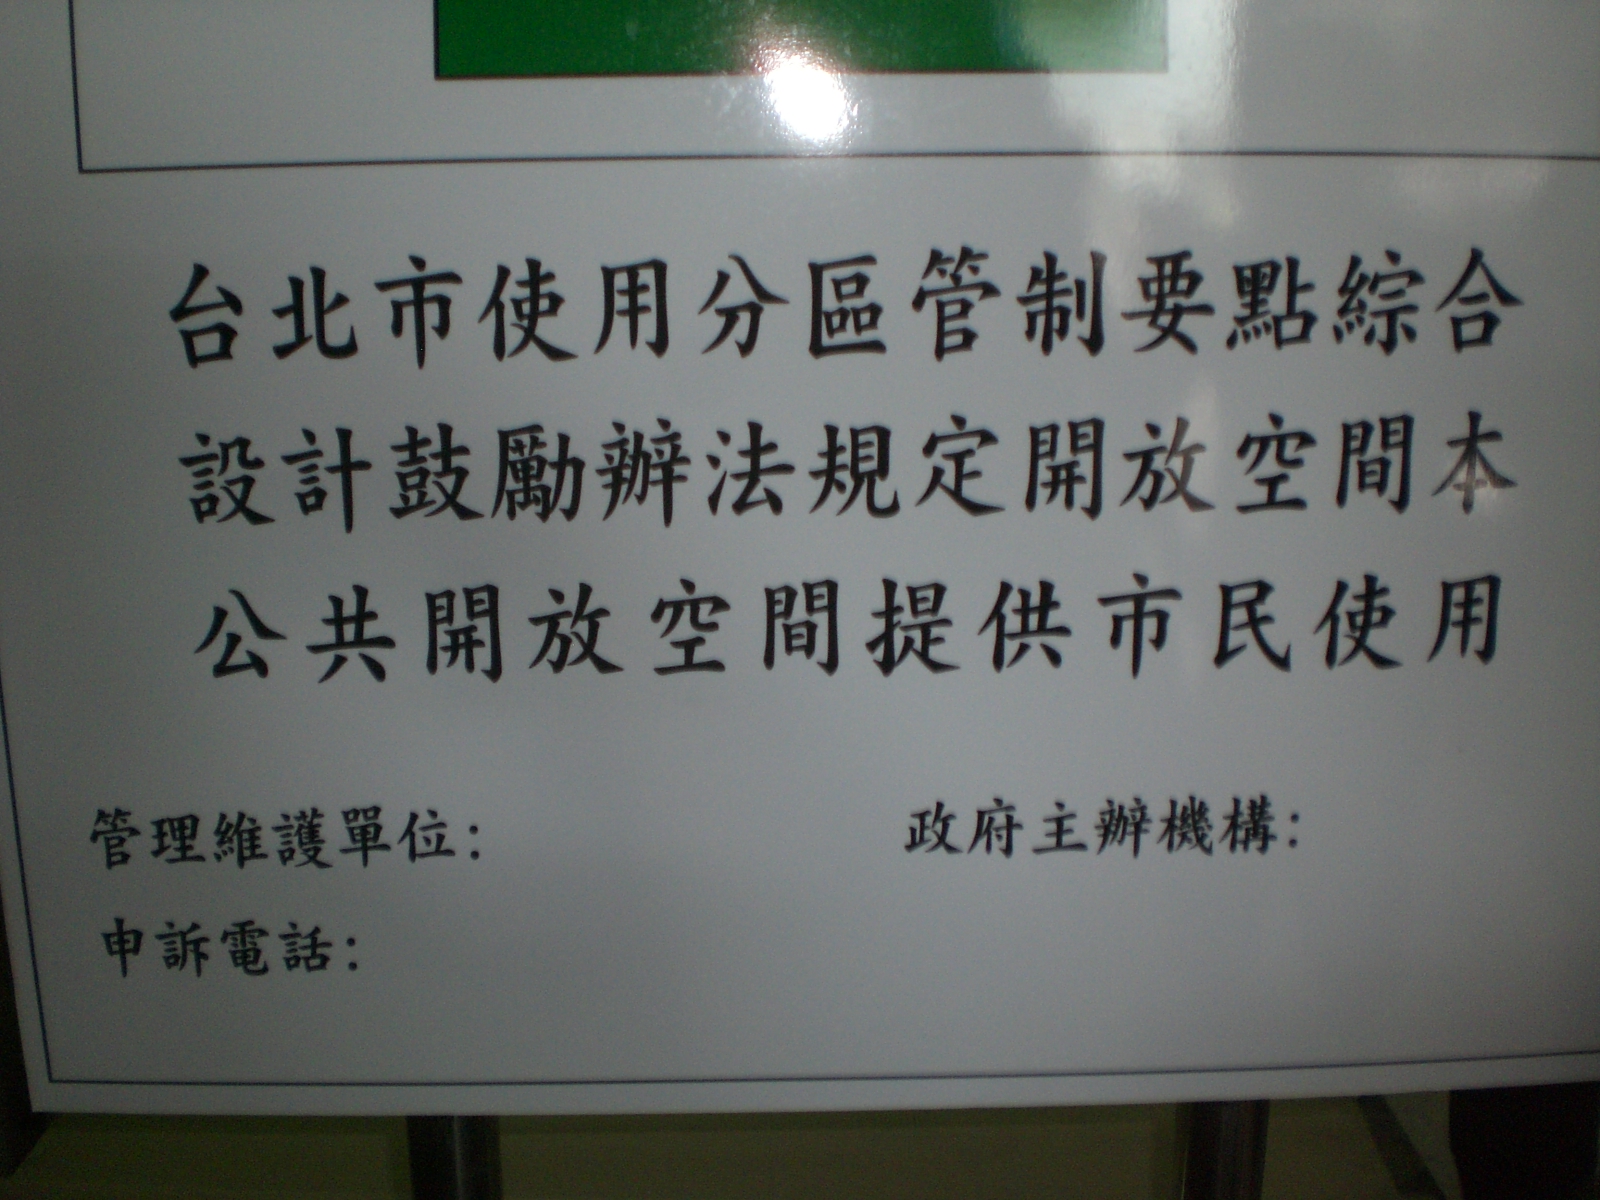 台北市使用分區管制要點綜合
設計鼓勵辦法規定開放空間本
公共開放空間提供市民使用
管理維護單位：
政府主辦機構：
申訴電話：